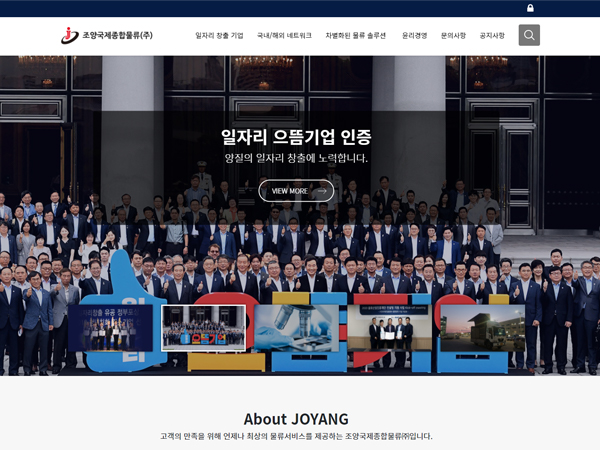 조양국제종합물류(주)
일자리 창출 기업 국내/해외 네트워크 차별화된 물류 솔루션 윤리경영 문의사항 공지사항
일자리 으뜸기업 인증
양질의 일자리 창출에 노력합니다.
VIEW MORE
으뜸기업
About JOYANG
고객의 만족을 위해 언제나 최상의 물류서비스를 제공하는 조양국제종합물류㈜입니다.